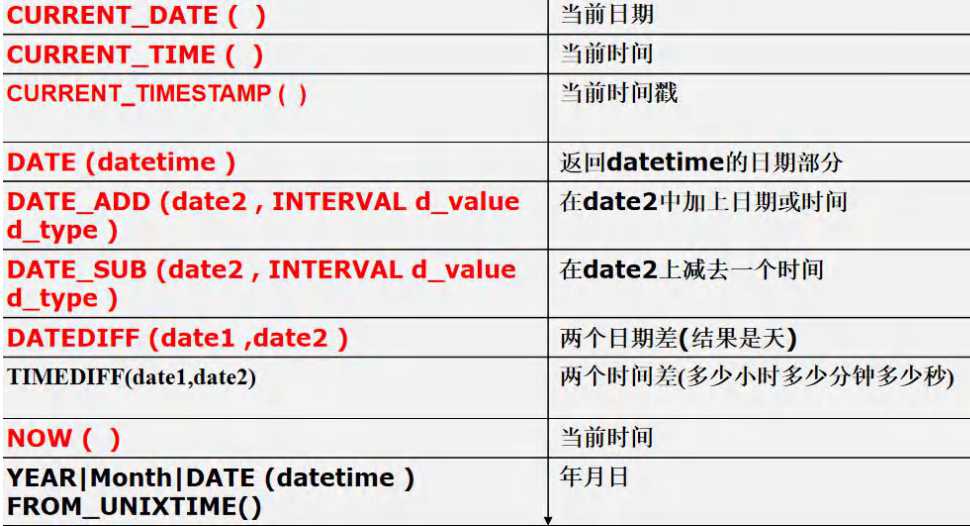 CURRENT_DATE (  )
当前日期
CURRENT_TIME (  )
当前时间
CURRENT_TIMESTAMP (  )
当前时间戳
DATE (datetime )
返回datetime的日期部分
DATE_ADD (date2 , INTERVAL d_value
d_type )
在date2中加上日期或时间
DATE_SUB (date2 , INTERVAL d_value
d_type )
在date2上减去一个时间
DATEDIFF (date1 ,date2 )
两个日期差(结果是天)
TIMEDIFF(date1,date2)
两个时间差(多少小时多少分钟多少秒)
NOW (  )
当前时间
YEAR|Month|DATE (datetime )
FROM_UNIXTIME()
年月日